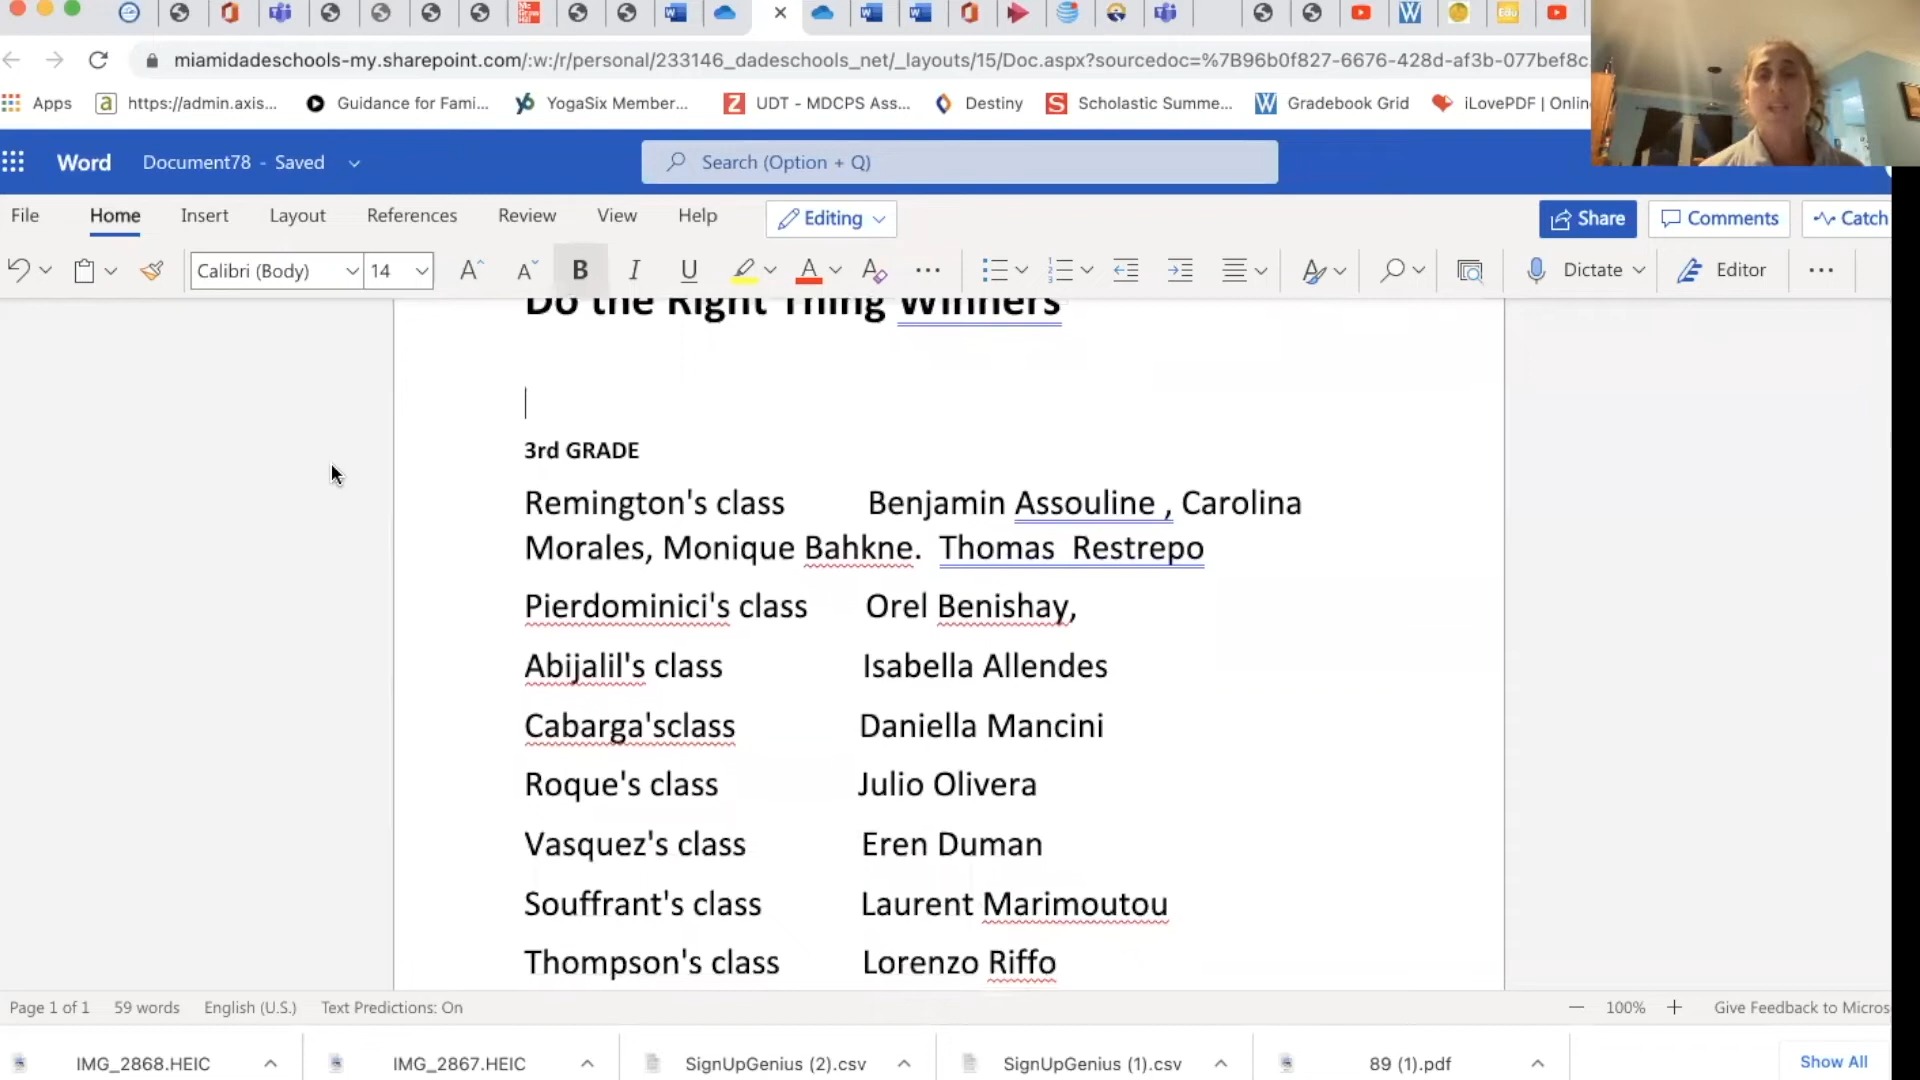 miamidadeschools-my.sharepoint.com/:w:/r/personal/233146_dadeschools_net/_layouts/15/Doc.aspx?sourcedoc=%7B96b0f827-6676-428d-af3b-077bef8c
Apps https://admin.axis... Guidance for Fami... YogaSix Member... UDT - MDCPS Ass... Destiny Scholastic Summe... Gradebook Grid iLovePDF | Onlin
Word Document78 - Saved Search (Option + Q)
File Home Insert Layout References Review View Help Editing Share Comments Catch
Calibri (Body) 14 Dictate Editor
Do the Right Thing Winners
3rd GRADE
Remington's class Benjamin Assouline , Carolina
Morales, Monique Bahkne. Thomas Restrepo
Pierdominici's class Orel Benishay,
Abijalil's class Isabella Allendes
Cabarga'sclass Daniella Mancini
Roque's class Julio Olivera
Vasquez's class Eren Duman
Souffrant's class Laurent Marimoutou
Thompson's class Lorenzo Riffo
Page 1 of 1 59 words English (U.S.) Text Predictions: On 100% Give Feedback to Micros
IMG_2868.HEIC IMG_2867.HEIC SignUpGenius (2).csv SignUpGenius (1).csv 89 (1).pdf Show All